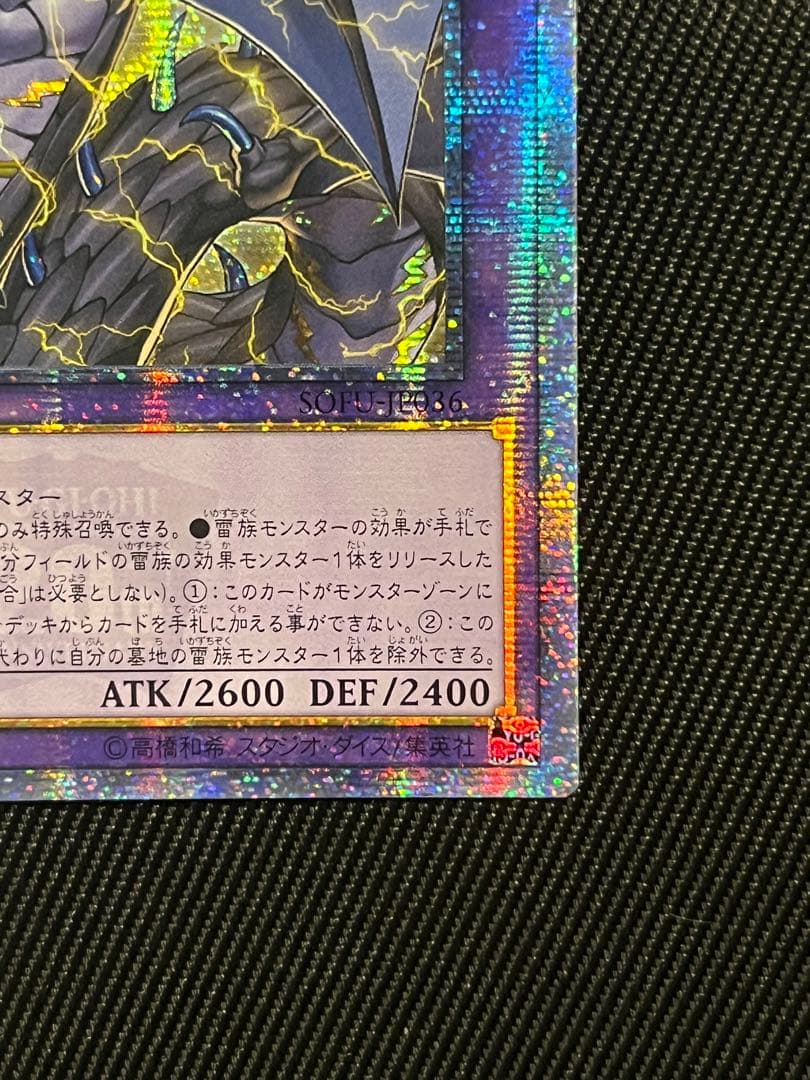 SOFU-JP036
スター
のみ特殊召喚できる。●雷族モンスターの効果が手札で
分フィールドの雷族の効果モンスター1体をリリースした
合」は必要としない)。①:このカードがモンスターゾーンに
デッキからカードを手札に加える事ができない。②:この
代わりに自分の墓地の雷族モンスター1体を除外できる。
ATK/2600 DEF/2400
©高橋和希 スタジオ・ダイス/集英社